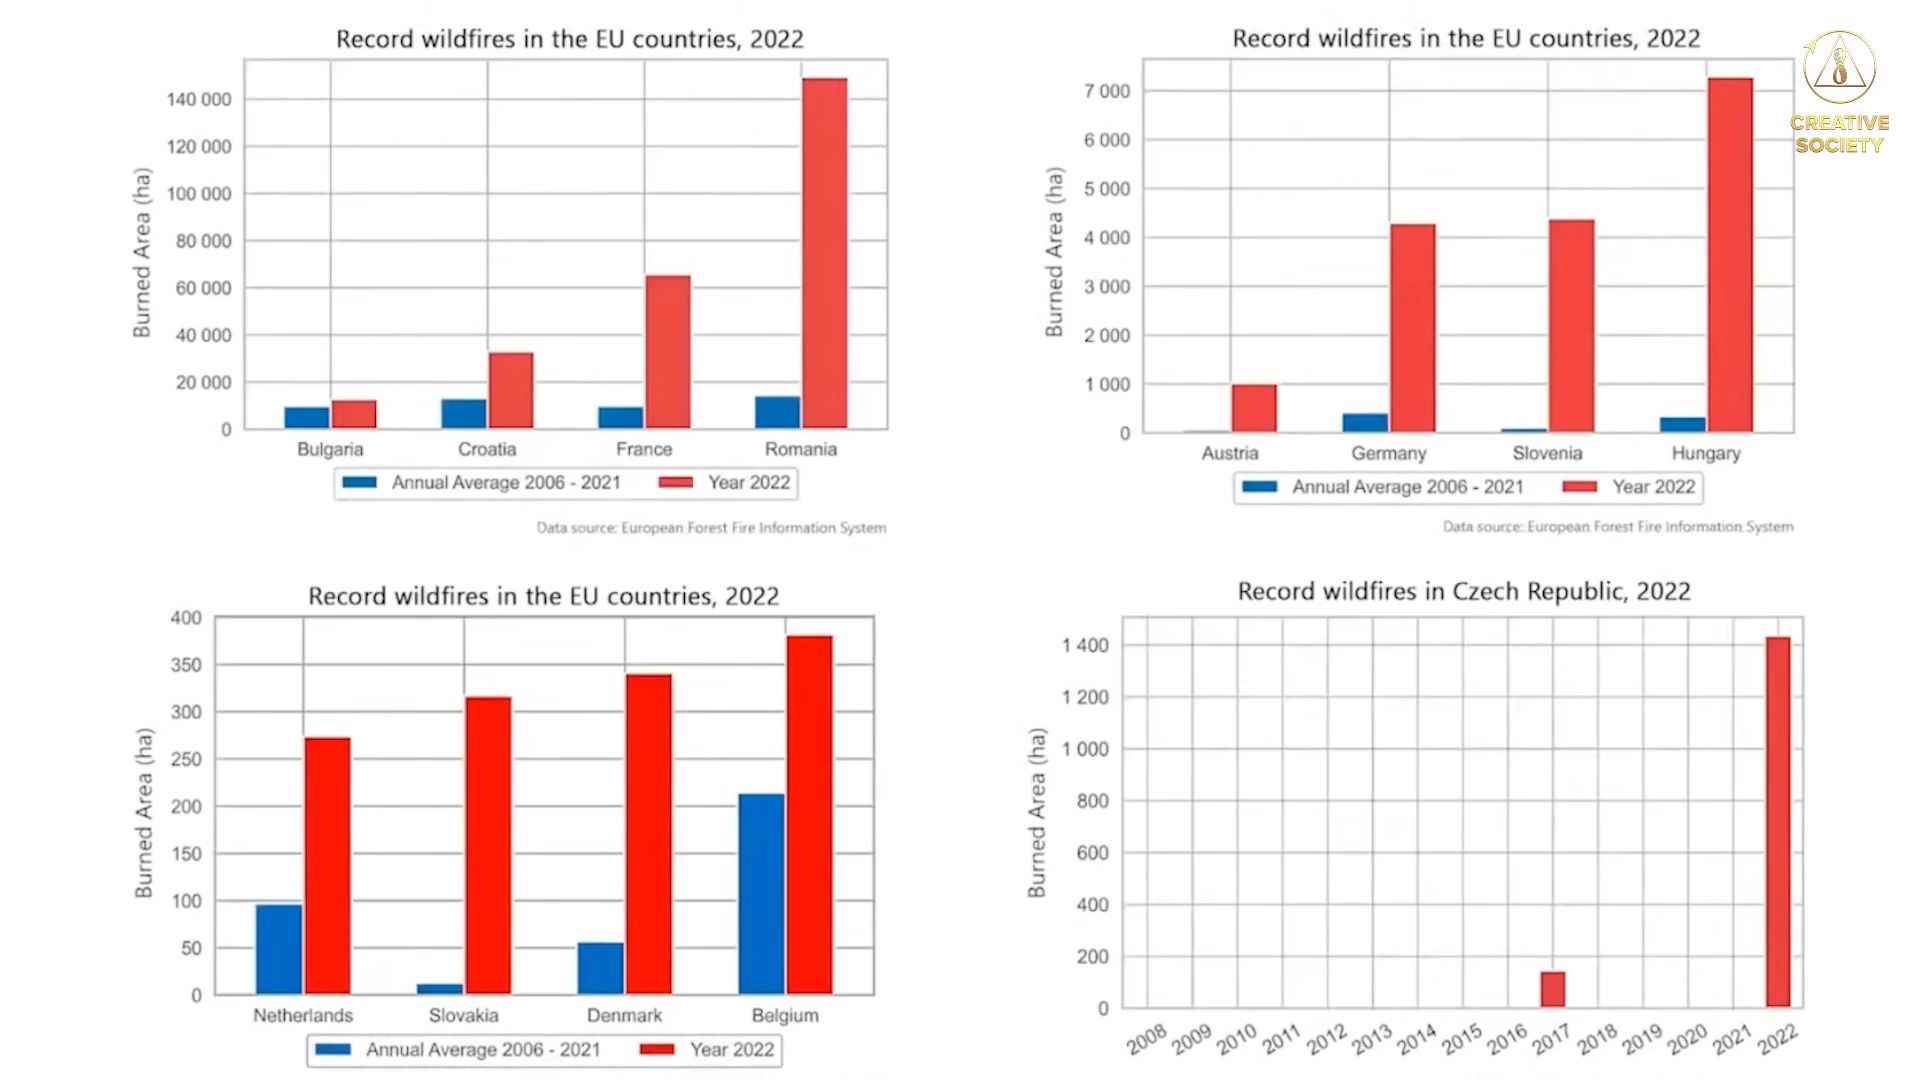 Record wildfires in the EU countries, 2022
Burned Area (ha)
140 000
120 000
100 000
80 000
60 000
40 000
20 000
0
Bulgaria Croatia France Romania
Annual Average 2006 - 2021 Year 2022
Data source: European Forest Fire Information System
Record wildfires in the EU countries, 2022
Burned Area (ha)
7 000
6 000
5 000
4 000
3 000
2 000
1 000
0
Austria Germany Slovenia Hungary
Annual Average 2006 - 2021 Year 2022
Data source: European Forest Fire Information System
CREATIVE
SOCIETY
Record wildfires in the EU countries, 2022
Burned Area (ha)
400
350
300
250
200
150
100
50
0
Netherlands Slovakia Denmark Belgium
Annual Average 2006 - 2021 Year 2022
Record wildfires in Czech Republic, 2022
Burned Area (ha)
1 400
1 200
1 000
800
600
400
200
0
2008 2009 2010 2011 2012 2013 2014 2015 2016 2017 2018 2019 2020 2021 2022